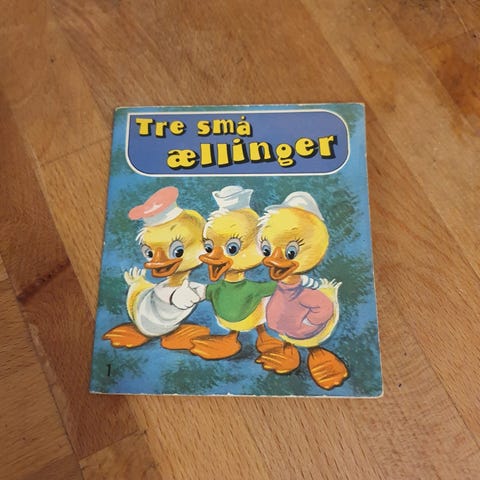 Tre små
ællinger
1